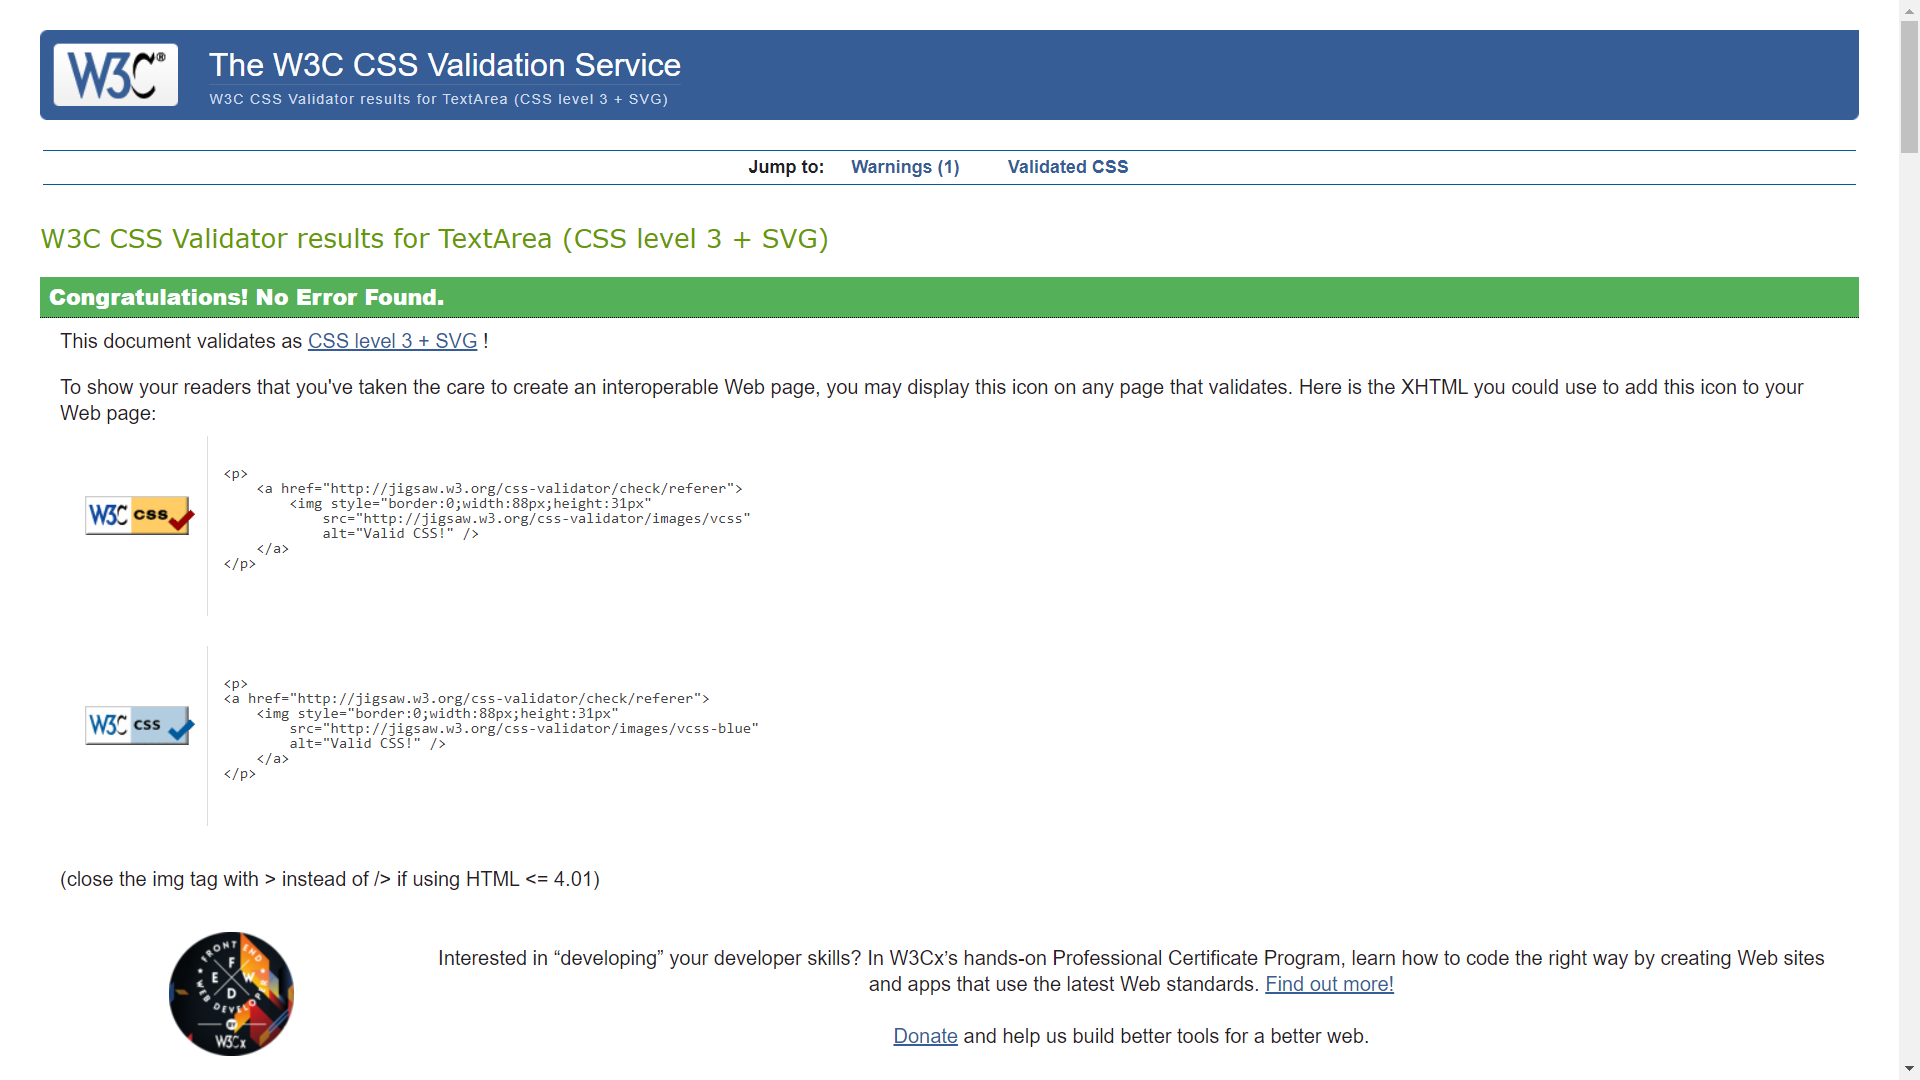 W3C®
The W3C CSS Validation Service
W3C CSS Validator results for TextArea (CSS level 3 + SVG)
Jump to: Warnings (1) Validated CSS
W3C CSS Validator results for TextArea (CSS level 3 + SVG)
Congratulations! No Error Found.
This document validates as CSS level 3 + SVG !
To show your readers that you've taken the care to create an interoperable Web page, you may display this icon on any page that validates. Here is the XHTML you could use to add this icon to your
Web page:
W3C css
<p>
    <a href="http://jigsaw.w3.org/css-validator/check/referer">
        <img style="border:0;width:88px;height:31px"
            src="http://jigsaw.w3.org/css-validator/images/vcss"
            alt="Valid CSS!" />
    </a>
</p>
W3C css
<p>
<a href="http://jigsaw.w3.org/css-validator/check/referer">
    <img style="border:0;width:88px;height:31px"
        src="http://jigsaw.w3.org/css-validator/images/vcss-blue"
        alt="Valid CSS!" />
    </a>
</p>
(close the img tag with > instead of /> if using HTML <= 4.01)
FRONT END
F
E W
D
WEB DEVELOPER
BY
W3Cx
Interested in “developing” your developer skills? In W3Cx’s hands-on Professional Certificate Program, learn how to code the right way by creating Web sites
and apps that use the latest Web standards. Find out more!
Donate and help us build better tools for a better web.